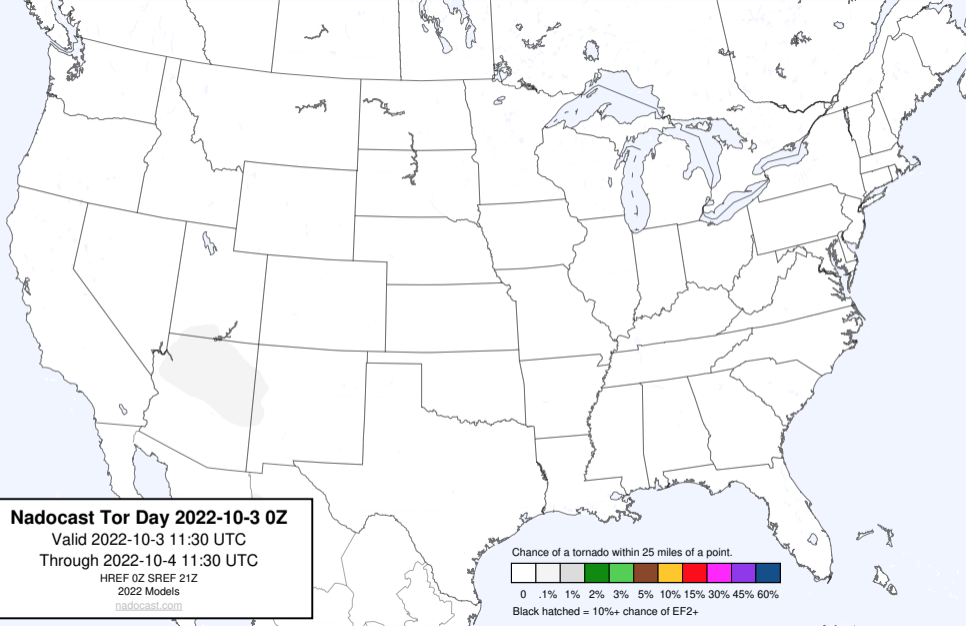 Nadocast Tor Day 2022-10-3 0Z
Valid 2022-10-3 11:30 UTC
Through 2022-10-4 11:30 UTC
HREF 0Z SREF 21Z
2022 Models
nadocast.com
Chance of a tornado within 25 miles of a point.
0 .1% 1% 2% 3% 5% 10% 15% 30% 45% 60%
Black hatched = 10%+ chance of EF2+